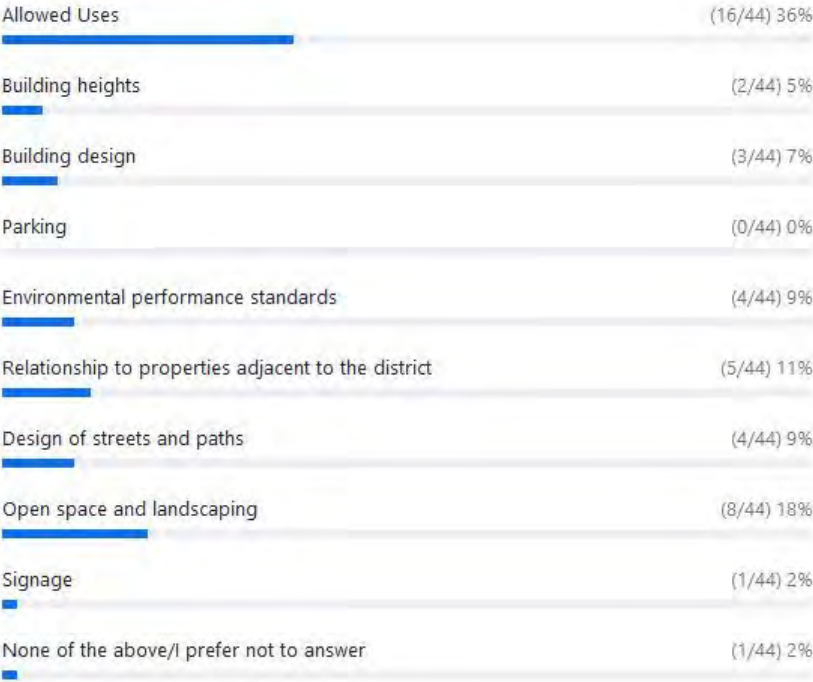 Allowed Uses (16/44) 36%
Building heights (2/44) 5%
Building design (3/44) 7%
Parking (0/44) 0%
Environmental performance standards (4/44) 9%
Relationship to properties adjacent to the district (5/44) 11%
Design of streets and paths (4/44) 9%
Open space and landscaping (8/44) 18%
Signage (1/44) 2%
None of the above/I prefer not to answer (1/44) 2%